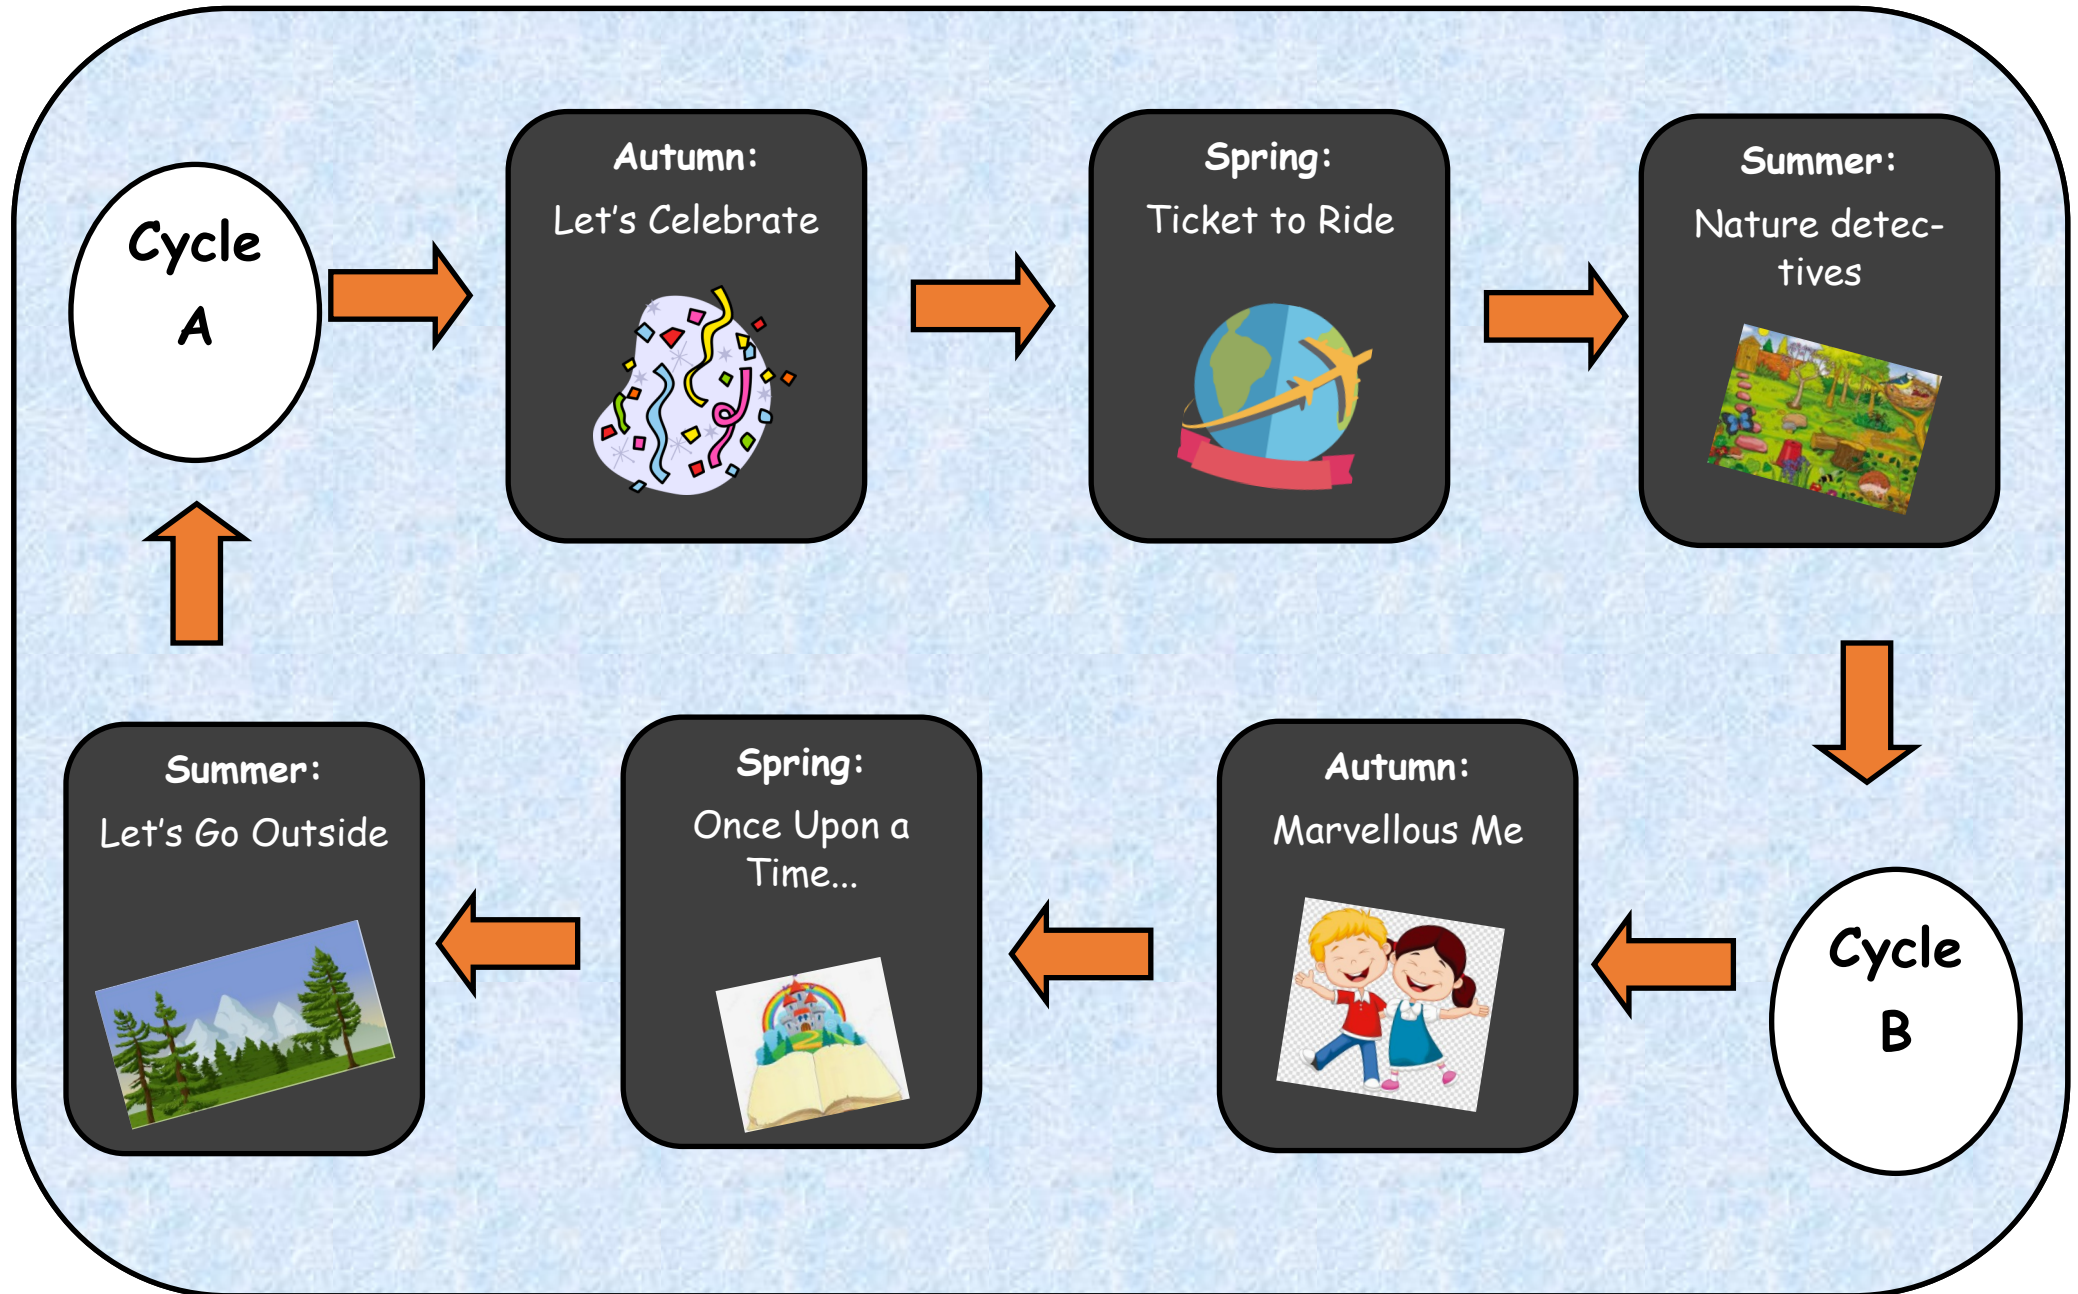 Cycle
A
Autumn:
Let's Celebrate
Spring:
Ticket to Ride
Summer:
Nature detec-
tives
Cycle
B
Autumn:
Marvellous Me
Spring:
Once Upon a
Time...
Summer:
Let's Go Outside